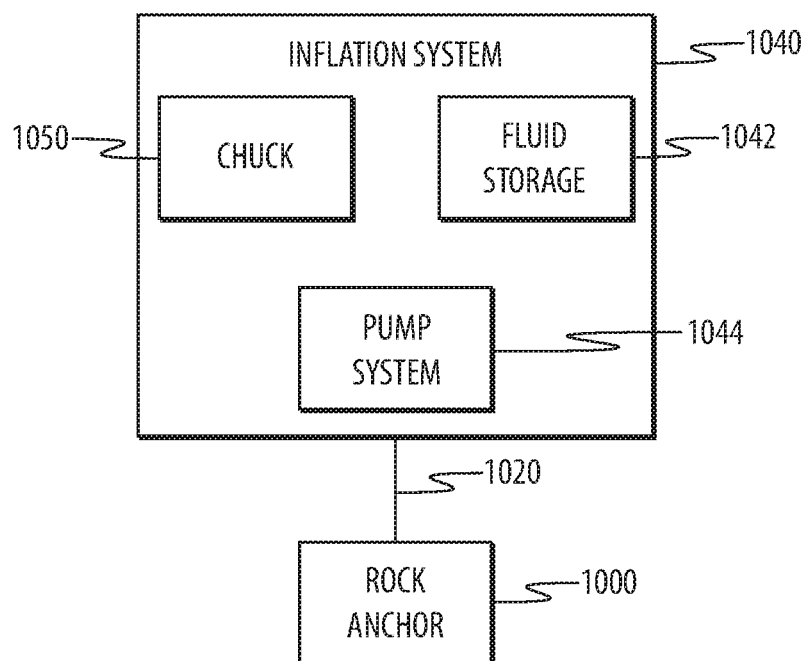 INFLATION SYSTEM
1040
1050
CHUCK
FLUID
STORAGE
1042
PUMP
SYSTEM
1044
1020
ROCK
ANCHOR
1000